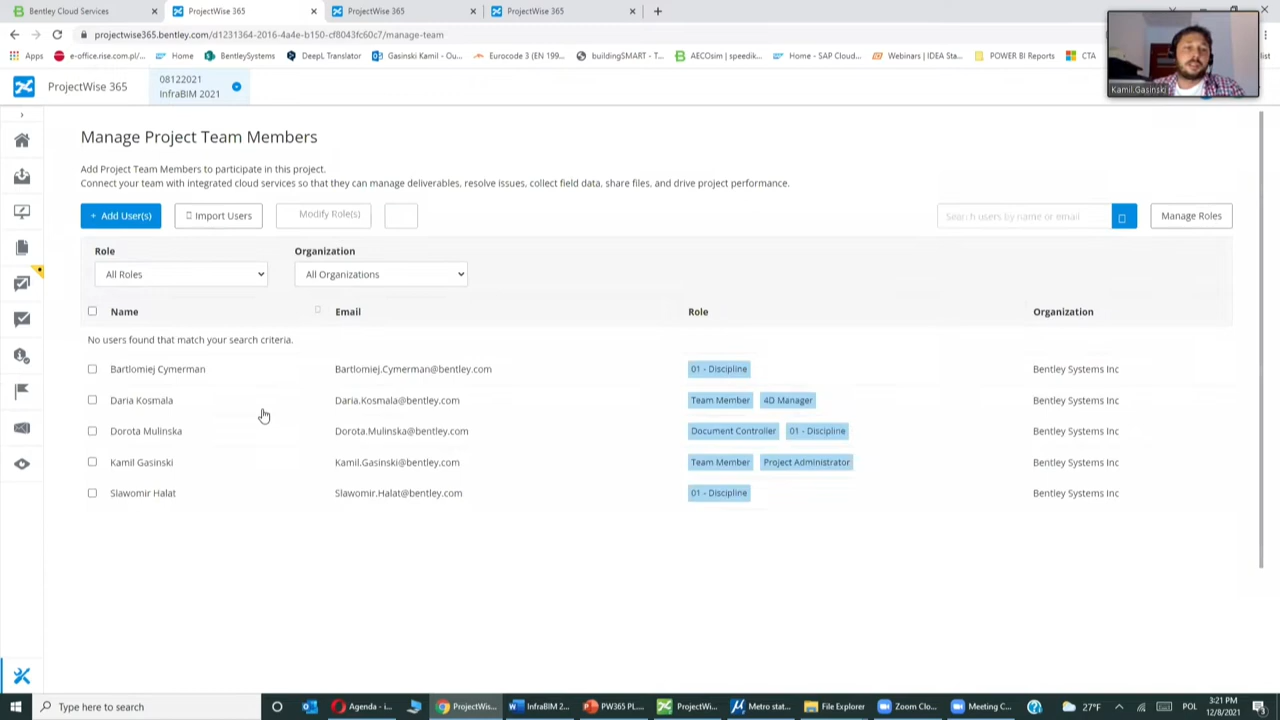 Bentley Cloud Services
ProjectWise 365
ProjectWise 365
ProjectWise 365
projectwise365.bentley.com/d1231364-2016-4a4e-b150-cf8043fc60c7/manage-team
Apps
e-office.rise.com.pl/...
Home
BentleySystems
DeepL Translator
Gasinski Kamil - Ou...
Eurocode 3 (EN 199...
buildingSMART - T...
AECOsim | speedik...
Home - SAP Cloud...
Webinars | IDEA Sta...
POWER BI Reports
CTA
list
Kamil.Gasinski
ProjectWise 365
08122021
InfraBIM 2021
Manage Project Team Members
Add Project Team Members to participate in this project.
Connect your team with integrated cloud services so that they can manage deliverables, resolve issues, collect field data, share files, and drive project performance.
+ Add User(s)
Import Users
Modify Role(s)
Search users by name or email
Manage Roles
Role
Organization
All Roles
All Organizations
Name Email Role Organization
No users found that match your search criteria.
Bartlomiej Cymerman Bartlomiej.Cymerman@bentley.com 01 - Discipline Bentley Systems Inc
Daria Kosmala Daria.Kosmala@bentley.com Team Member 4D Manager Bentley Systems Inc
Dorota Mulinska Dorota.Mulinska@bentley.com Document Controller 01 - Discipline Bentley Systems Inc
Kamil Gasinski Kamil.Gasinski@bentley.com Team Member Project Administrator Bentley Systems Inc
Slawomir Halat Slawomir.Halat@bentley.com 01 - Discipline Bentley Systems Inc
Type here to search
Agenda - i...
ProjectWis...
InfraBIM 2...
PW365 PL...
ProjectWi...
Metro stat...
File Explorer
Zoom Clo...
Meeting C...
27°F
POL
3:21 PM
12/8/2021
3